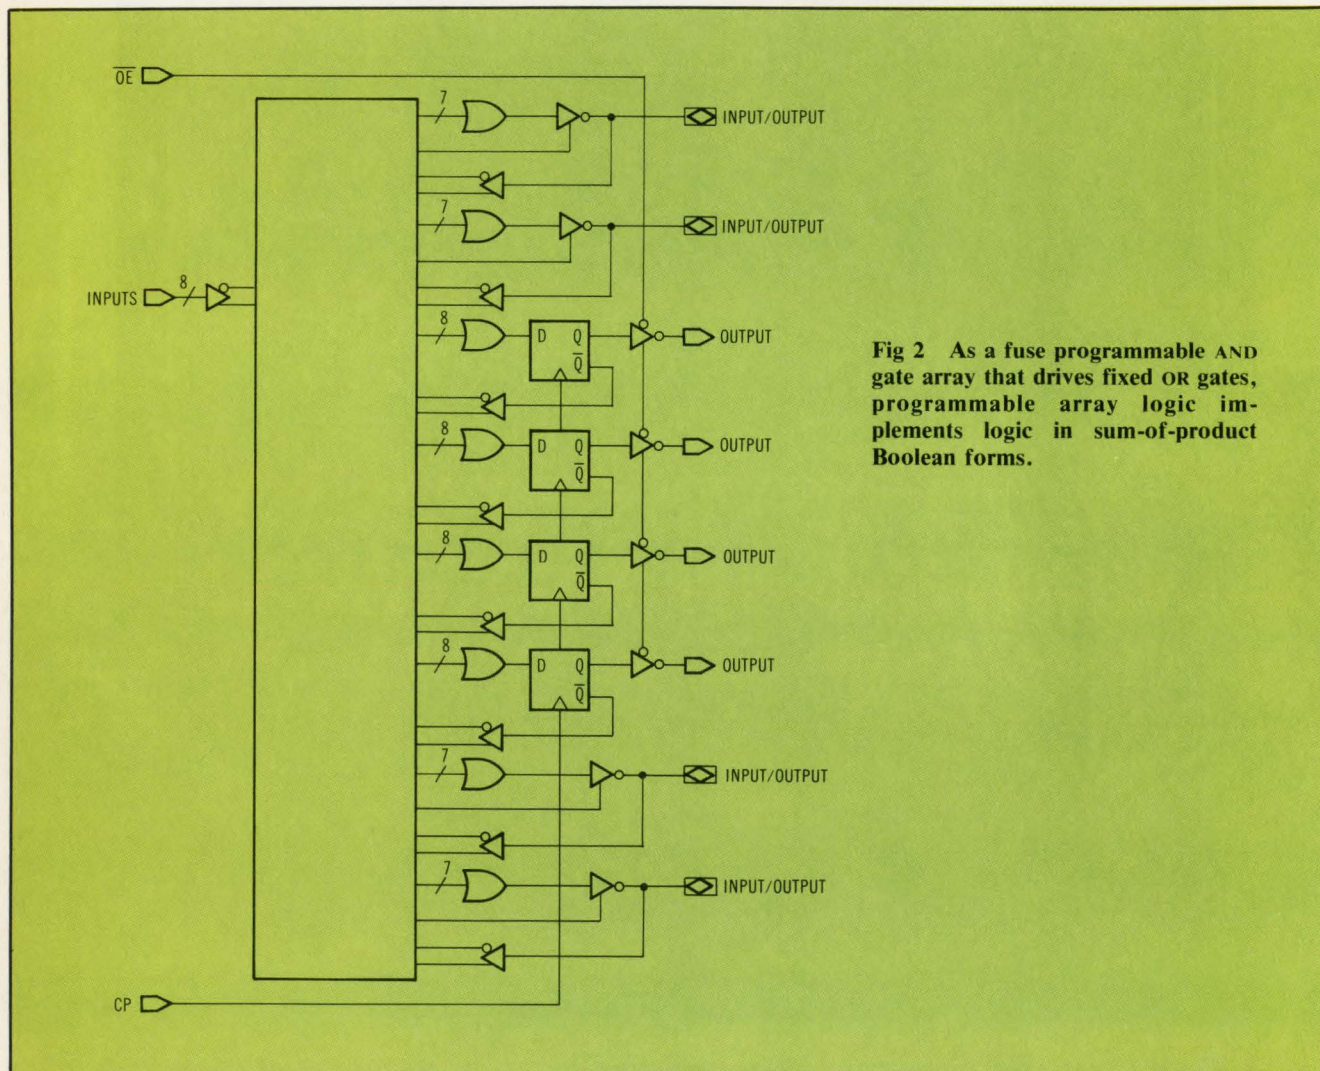 OE
7
INPUT/OUTPUT
7
INPUT/OUTPUT
INPUTS
8
8
D Q
Q
OUTPUT
8
D Q
Q
OUTPUT
8
D Q
Q
OUTPUT
8
D Q
Q
OUTPUT
7
INPUT/OUTPUT
7
INPUT/OUTPUT
CP
Fig 2 As a fuse programmable AND
gate array that drives fixed OR gates,
programmable array logic im-
plements logic in sum-of-product
Boolean forms.